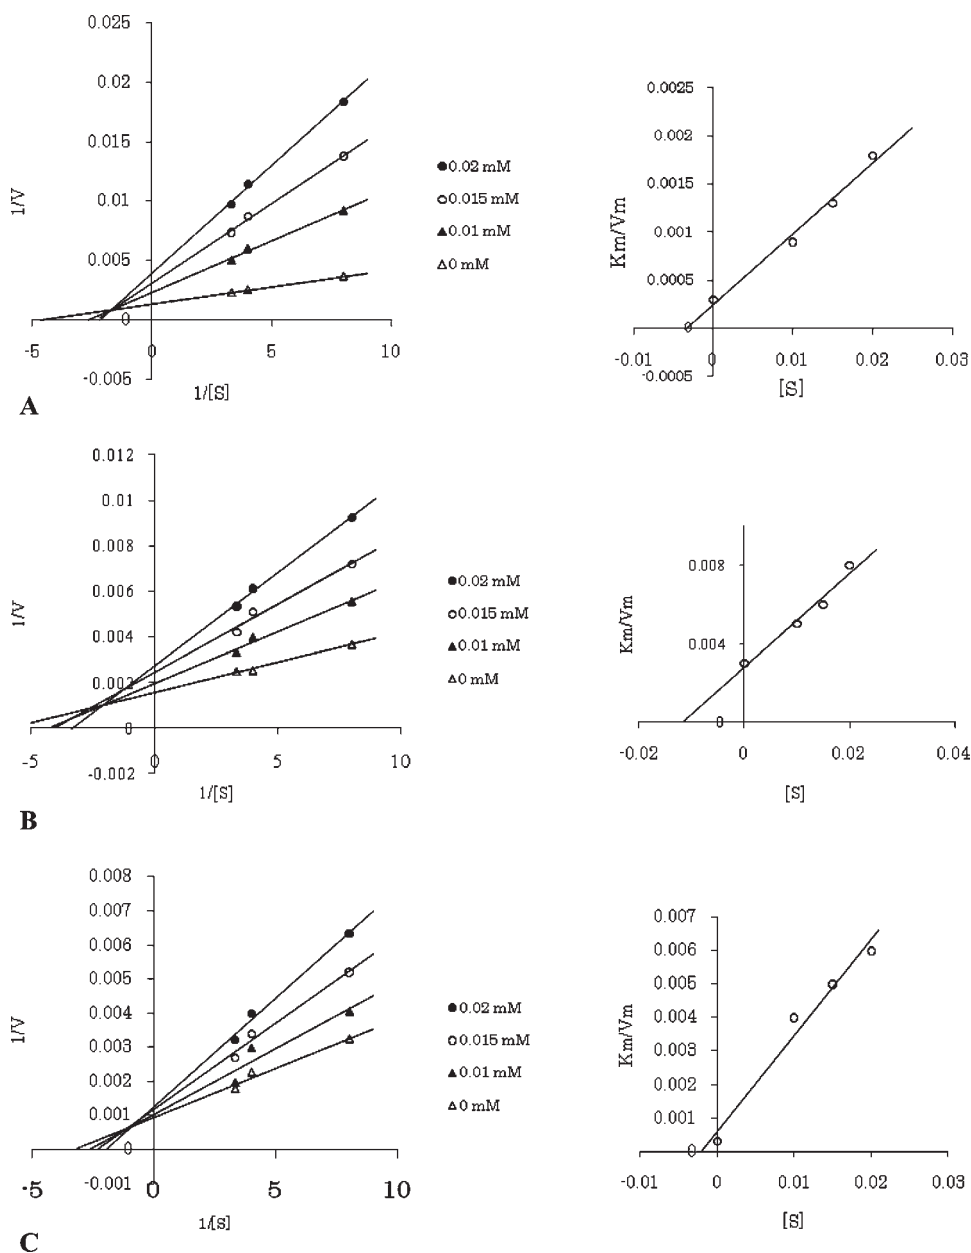 0.025
0.02
0.015
0.01
0.005
0
-0.005
1/V
-5
0
5
10
1/[S]
0.02 mM
0.015 mM
0.01 mM
0 mM
0.0025
0.002
0.0015
0.001
0.0005
0
-0.0005
Km/Vm
-0.01
0
0.01
0.02
0.03
[S]
A
0.012
0.01
0.008
0.006
0.004
0.002
0
-0.002
1/V
-5
0
5
10
1/[S]
0.02 mM
0.015 mM
0.01 mM
0 mM
0.008
0.004
0
Km/Vm
-0.02
0
0.02
0.04
[S]
B
0.008
0.007
0.006
0.005
0.004
0.003
0.002
0.001
0
-0.001
1/V
-5
0
5
10
1/[S]
0.02 mM
0.015 mM
0.01 mM
0 mM
0.007
0.006
0.005
0.004
0.003
0.002
0.001
0
Km/Vm
-0.01
0
0.01
0.02
0.03
[S]
C